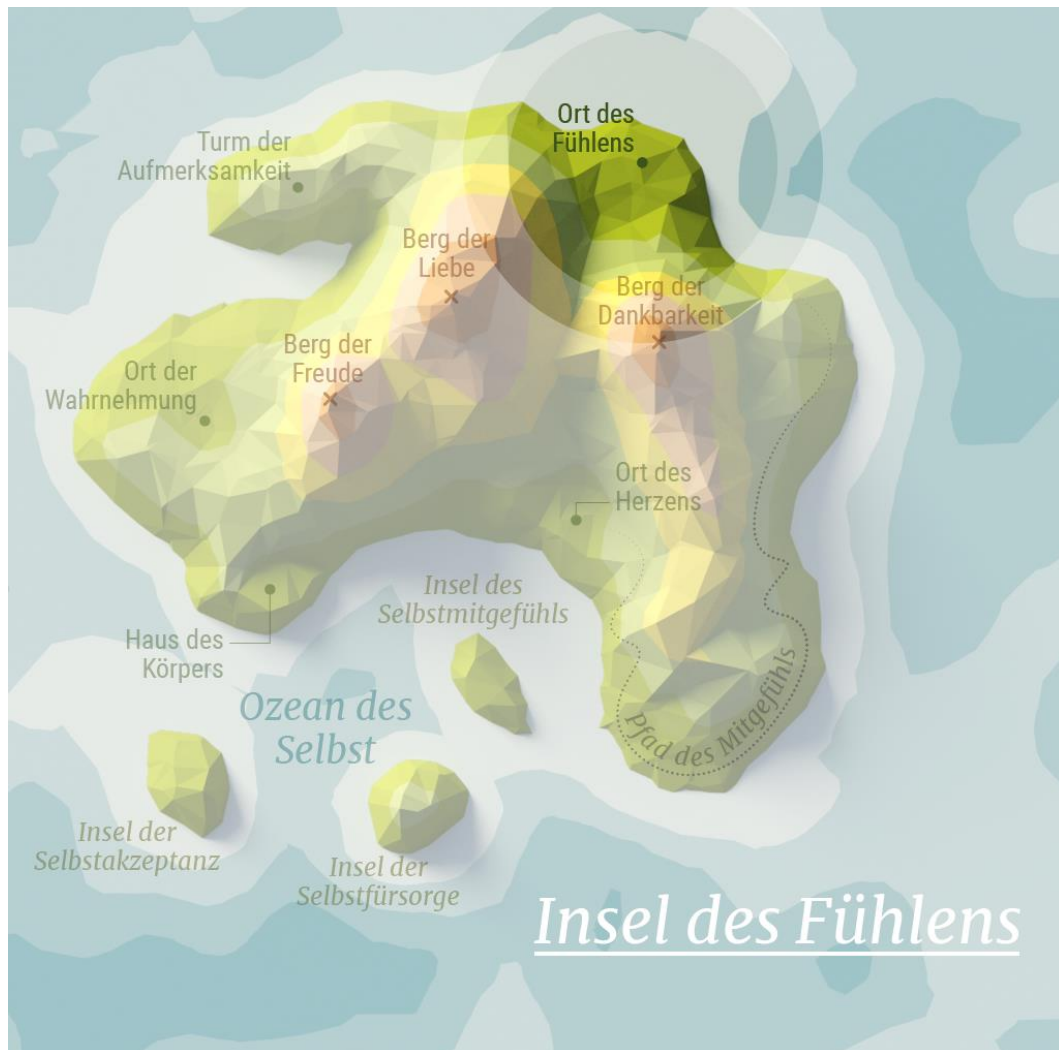 Ort des
Fühlens
Turm der
Aufmerksamkeit
Berg der
Liebe
Berg der
Dankbarkeit
Berg der
Freude
Ort der
Wahrnehmung
Ort des
Herzens
Insel des
Selbstmitgefühls
Haus des
Körpers
Ozean des
Selbst
Pfad des Mitgefühls
Insel der
Selbstakzeptanz
Insel der
Selbstfürsorge
Insel des Fühlens